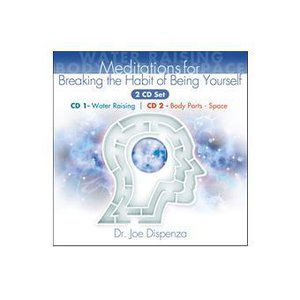 WATER RAISING
BODY PARTS SPACE
Meditations for
Breaking the Habit of Being Yourself
2 CD Set
CD 1- Water Raising | CD 2 - Body Parts - Space
Dr. Joe Dispenza